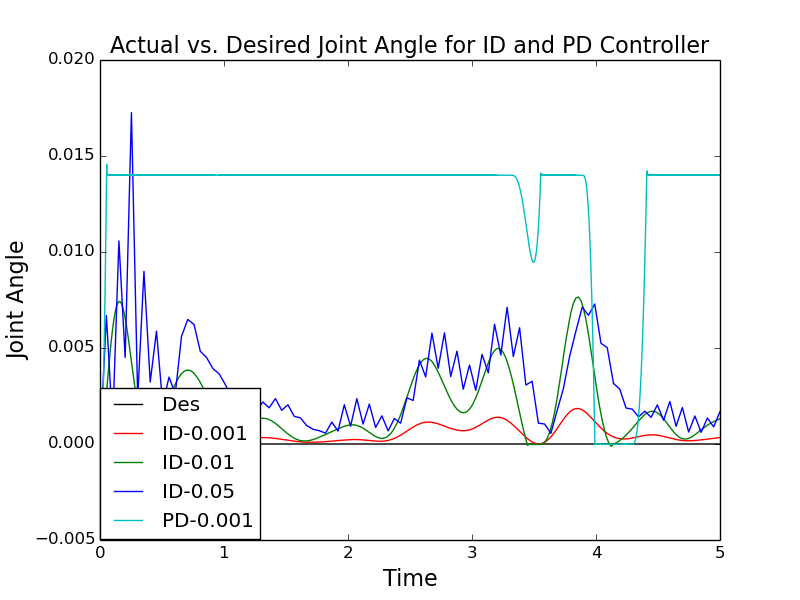 Actual vs. Desired Joint Angle for ID and PD Controller
0.020
0.015
0.010
0.005
0.000
−0.005
Joint Angle
Des
ID-0.001
ID-0.01
ID-0.05
PD-0.001
0 1 2 3 4 5
Time